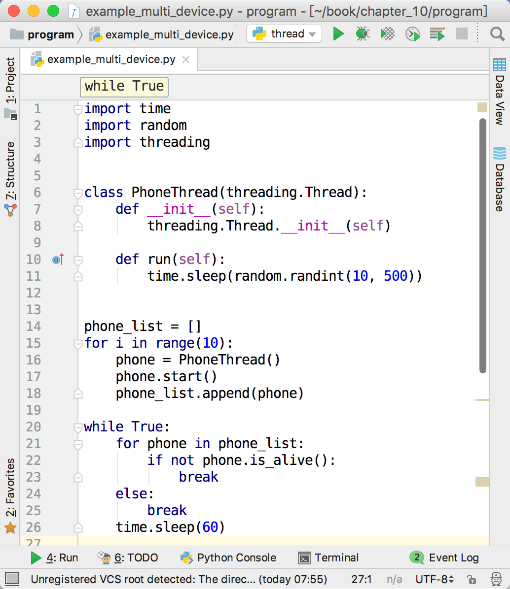 example_multi_device.py - program - [~/book/chapter_10/program]
program example_multi_device.py thread
example_multi_device.py
1: Project
7: Structure
2: Favorites
Data View
Database
while True
1 import time
2 import random
3 import threading
4
5
6 class PhoneThread(threading.Thread):
7 def __init__(self):
8 threading.Thread.__init__(self)
9
10 def run(self):
11 time.sleep(random.randint(10, 500))
12
13
14 phone_list = []
15 for i in range(10):
16 phone = PhoneThread()
17 phone.start()
18 phone_list.append(phone)
19
20 while True:
21 for phone in phone_list:
22 if not phone.is_alive():
23 break
24 else:
25 break
26 time.sleep(60)
27
4: Run 6: TODO Python Console Terminal 2 Event Log
Unregistered VCS root detected: The direc... (today 07:55) 27:1 n/a UTF-8